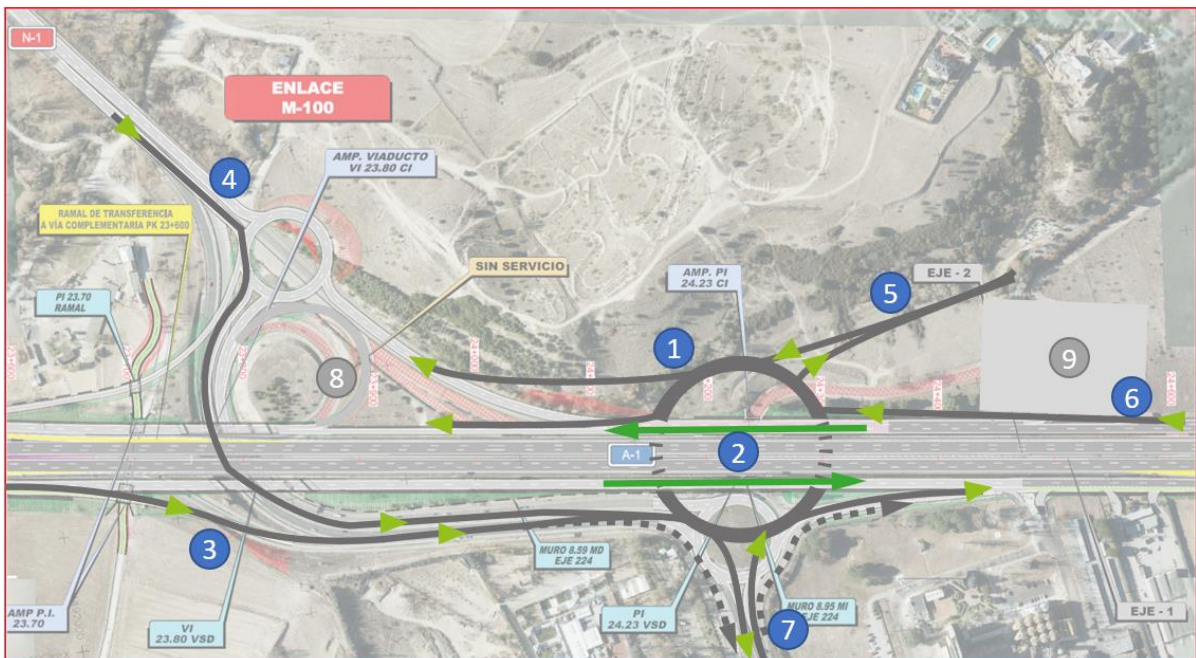 N-1
ENLACE
M-100
4
AMP. VIADUCTO
VI 23.80 CI
RAMAL DE TRANSFERENCIA
A VÍA COMPLEMENTARIA PK 23+600
SIN SERVICIO
AMP. PI
24.23 CI
5
EJE - 2
PI 23.70
RAMAL
1
9
8
6
A-1
2
3
MURO 8.59 MD
EJE 224
AMP P.I.
23.70
VI
23.80 VSD
PI
24.23 VSD
MURO 8.95 MI
EJE 224
7
EJE - 1